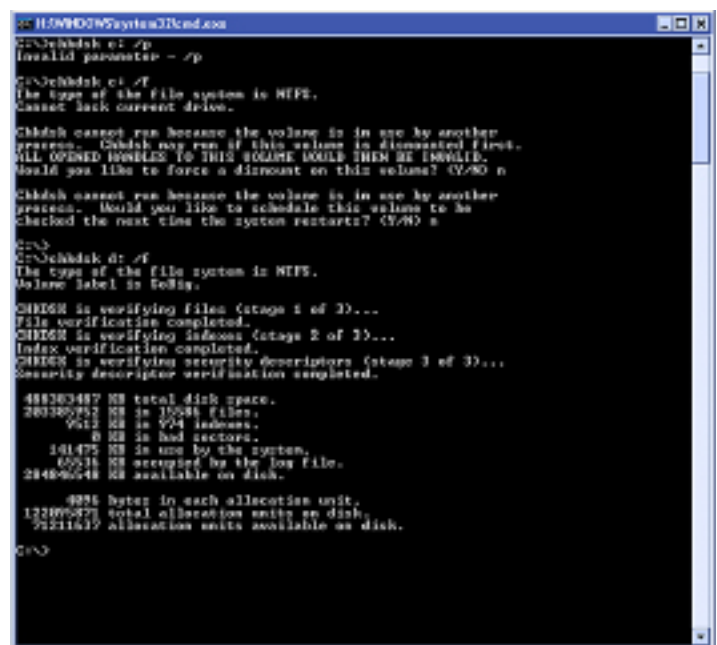 H:\WINDOWS\system32\cmd.exe
C:\>chkdsk c: /p
Invalid parameter - /p
C:\>chkdsk c: /f
The type of the file system is NTFS.
Cannot lock current drive.
Chkdsk cannot run because the volume is in use by another
process.  Chkdsk may run if this volume is dismounted first.
ALL OPENED HANDLES TO THIS VOLUME WOULD THEN BE INVALID.
Would you like to force a dismount on this volume? (Y/N) n
Chkdsk cannot run because the volume is in use by another
process.  Would you like to schedule this volume to be
checked the next time the system restarts? (Y/N) n
C:\>
C:\>chkdsk d: /f
The type of the file system is NTFS.
Volume label is
CHKDSK is verifying files (stage 1 of 3)...
File verification completed.
CHKDSK is verifying indexes (stage 2 of 3)...
Index verification completed.
CHKDSK is verifying security descriptors (stage 3 of 3)...
Security descriptor verification completed.
KB total disk space.
KB in files.
KB in indexes.
0 KB in bad sectors.
141475 KB in use by the system.
65536 KB occupied by the log file.
KB available on disk.
4096 bytes in each allocation unit.
total allocation units on disk.
allocation units available on disk.
C:\>